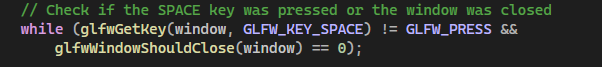 // Check if the SPACE key was pressed or the window was closed
while (glfwGetKey(window, GLFW_KEY_SPACE) != GLFW_PRESS &&
glfwWindowShouldClose(window) == 0);